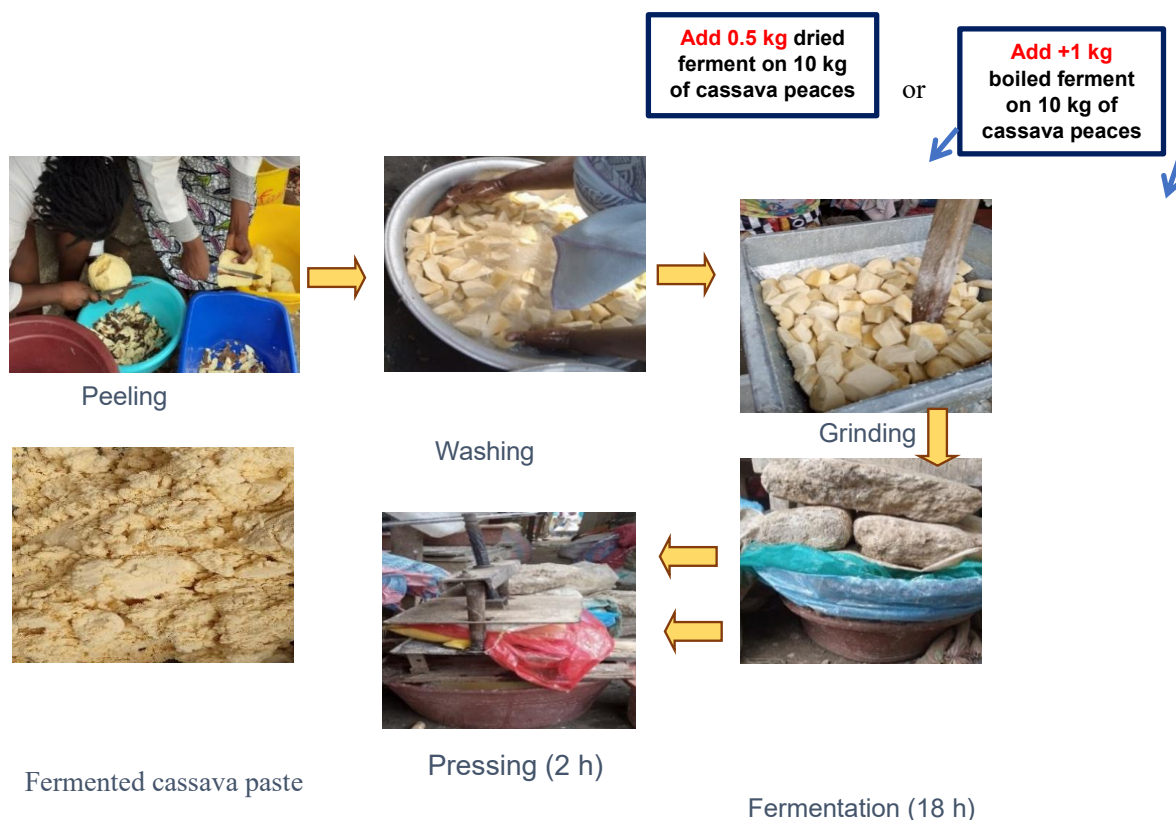 Add 0.5 kg dried
ferment on 10 kg
of cassava peaces
or
Add +1 kg
boiled ferment
on 10 kg of
cassava peaces
Peeling
Washing
Grinding
Fermented cassava paste
Pressing (2 h)
Fermentation (18 h)